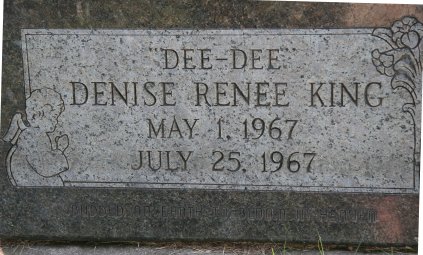 "DEE-DEE"
DENISE RENEE KING
MAY 1, 1967
JULY 25, 1967